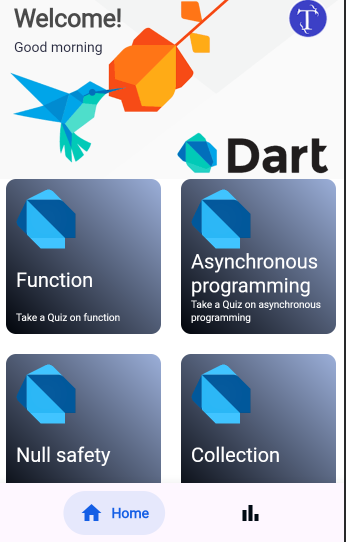 Welcome!
Good morning
T
Dart
Function
Take a Quiz on function
Asynchronous
programming
Take a Quiz on asynchronous
programming
Null safety
Collection
Home